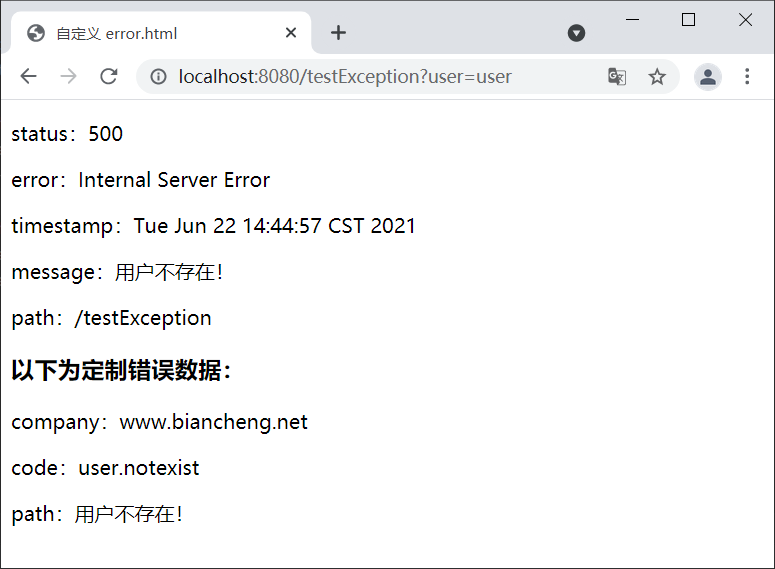 自定义 error.html
localhost:8080/testException?user=user
status：500
error：Internal Server Error
timestamp：Tue Jun 22 14:44:57 CST 2021
message：用户不存在！
path：/testException
以下为定制错误数据：
company：www.biancheng.net
code：user.notexist
path：用户不存在！